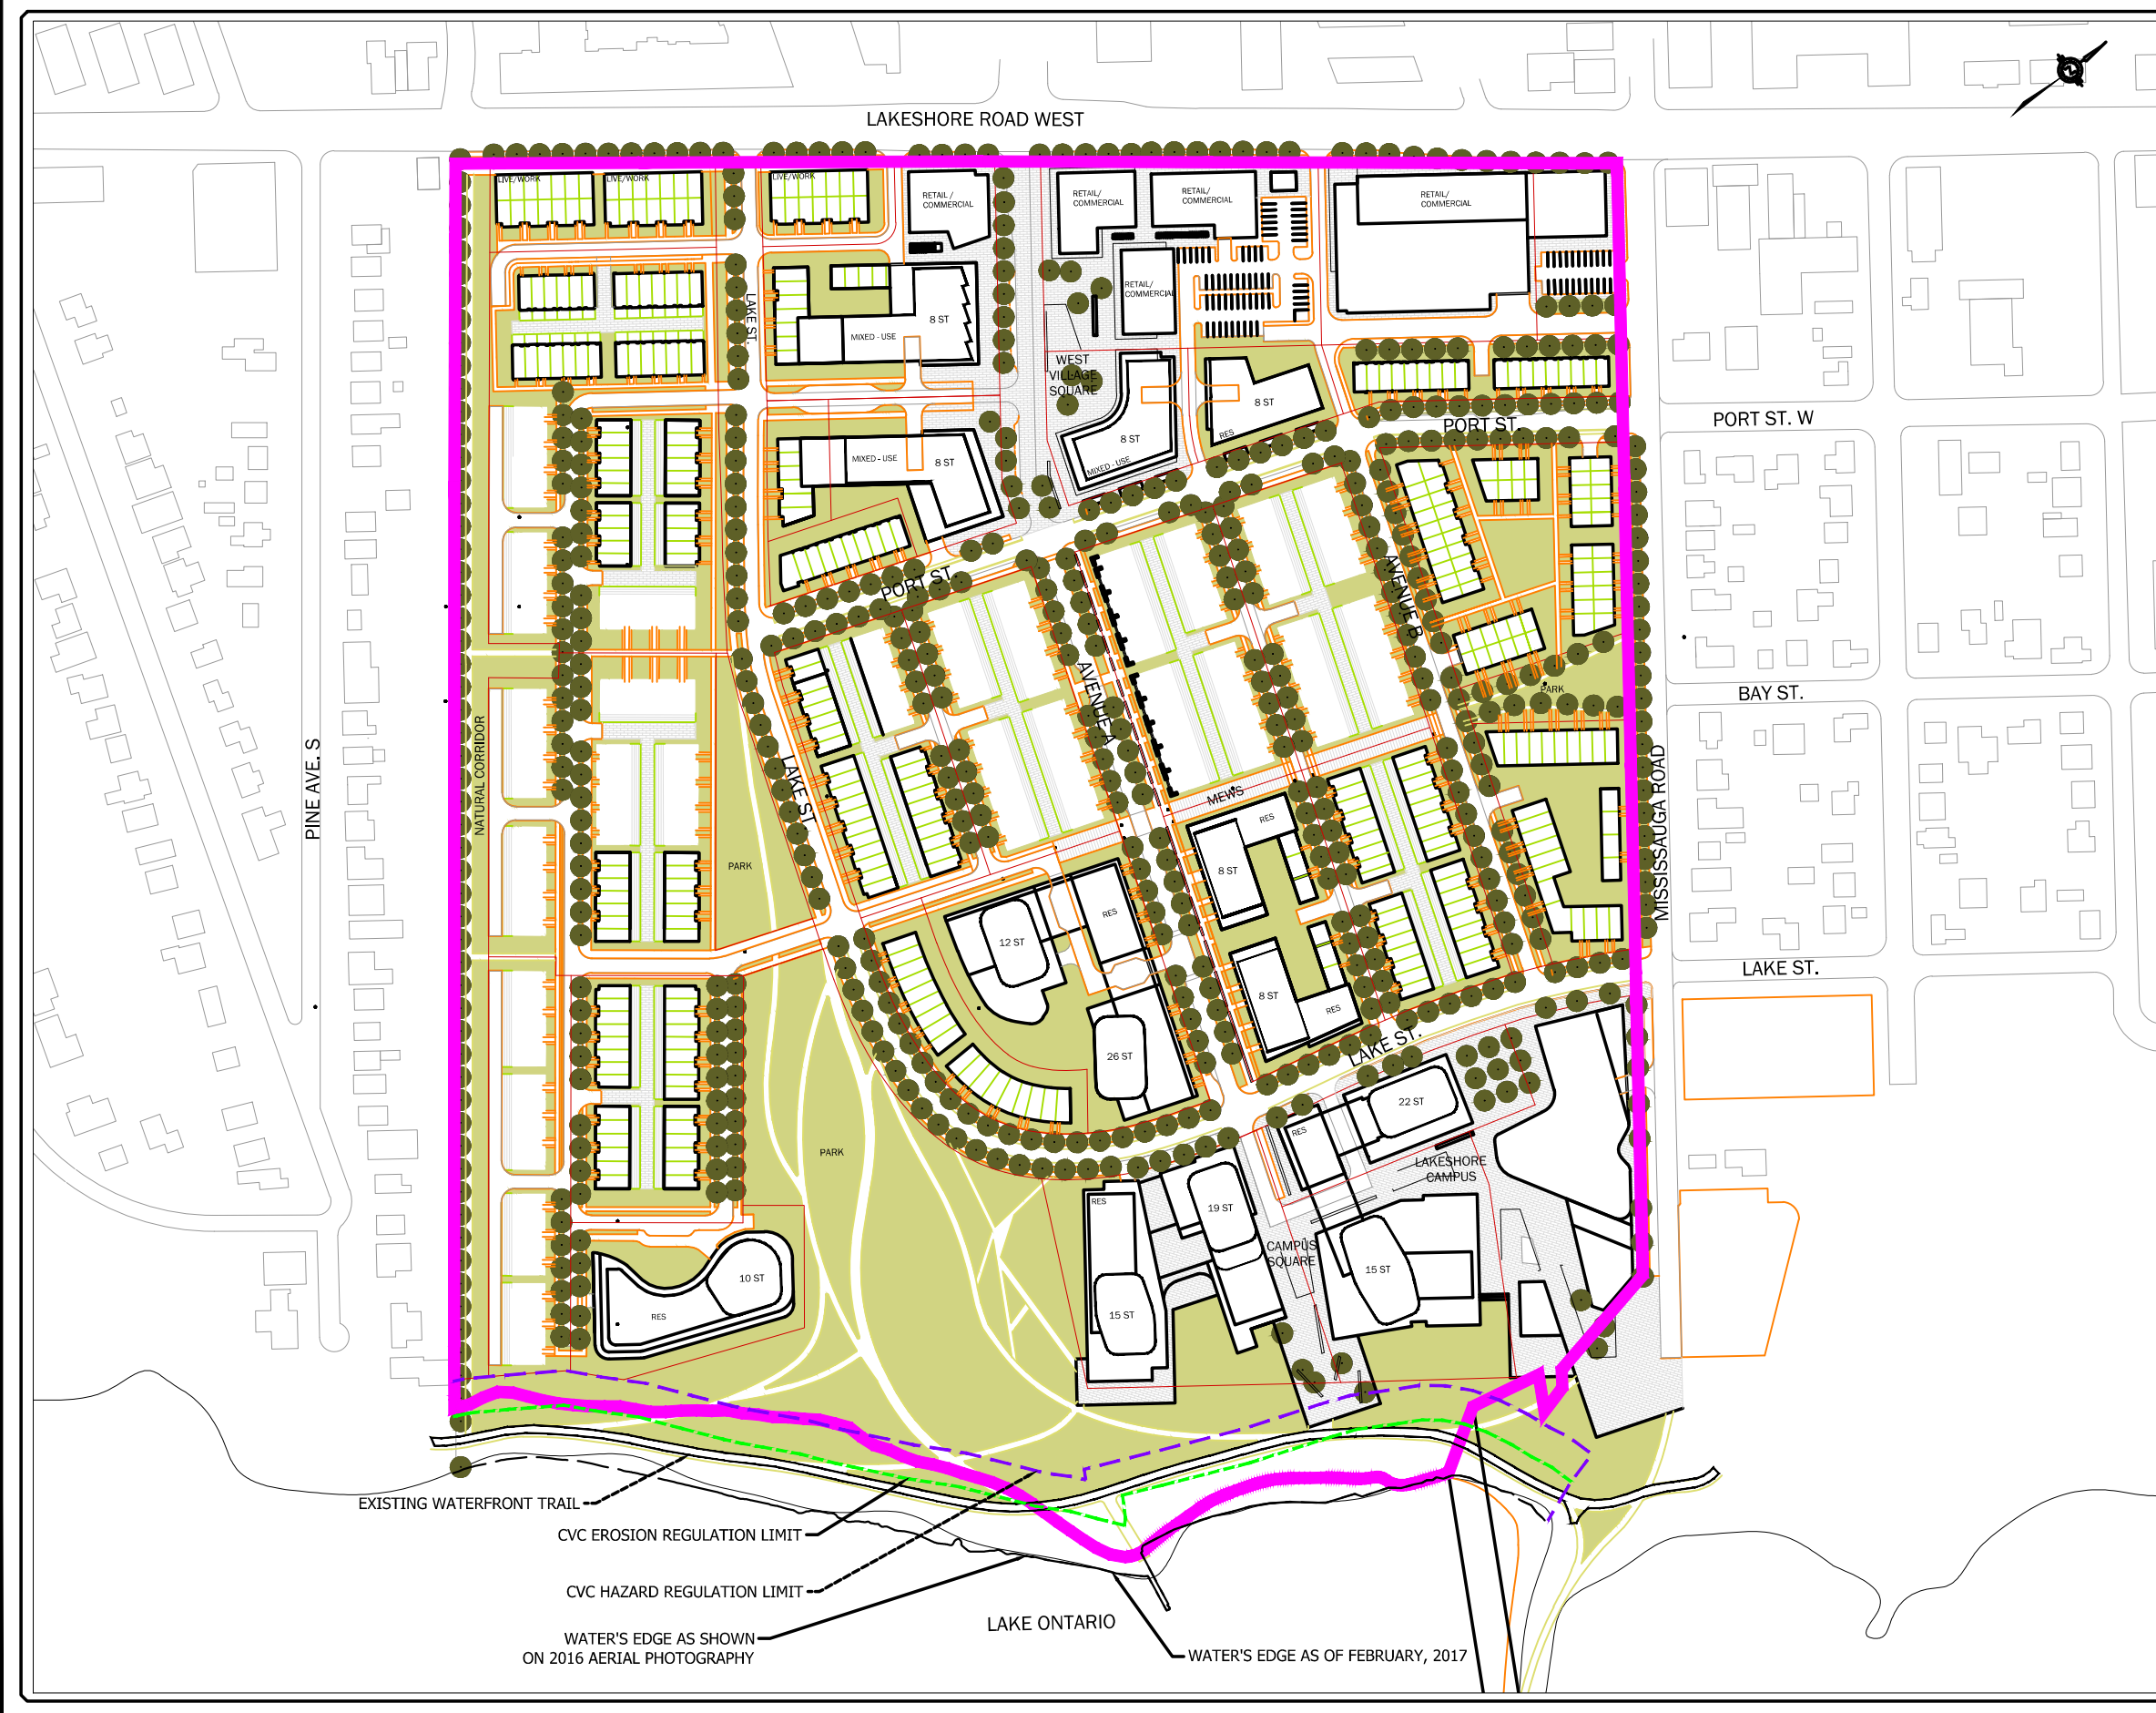 LAKESHORE ROAD WEST
LIVE/WORK
LIVE/WORK
LIVE/WORK
RETAIL /
COMMERCIAL
RETAIL/
COMMERCIAL
RETAIL/
COMMERCIAL
RETAIL/
COMMERCIAL
RETAIL/
COMMERCIAL
LAKE ST.
8 ST
MIXED - USE
WEST
VILLAGE
SQUARE
8 ST
RES
8 ST
MIXED - USE
PORT ST.
PORT ST. W
MIXED - USE
8 ST
PORT ST.
AVENUE B
AVENUE A
PARK
BAY ST.
NATURAL CORRIDOR
PINE AVE. S
LAKE ST
MEWS
MISSISSAUGA ROAD
RES
PARK
8 ST
RES
12 ST
LAKE ST.
8 ST
RES
LAKE ST.
26 ST
22 ST
RES
PARK
LAKESHORE
CAMPUS
RES
19 ST
CAMPUS
SQUARE
15 ST
10 ST
RES
15 ST
EXISTING WATERFRONT TRAIL
CVC EROSION REGULATION LIMIT
CVC HAZARD REGULATION LIMIT
LAKE ONTARIO
WATER'S EDGE AS SHOWN
ON 2016 AERIAL PHOTOGRAPHY
WATER'S EDGE AS OF FEBRUARY, 2017